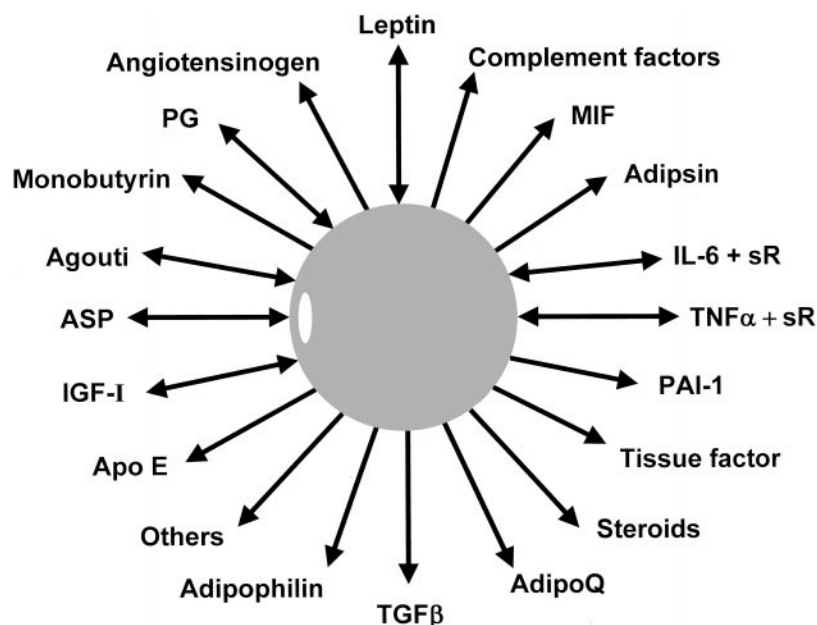 Leptin
Angiotensinogen
Complement factors
PG
MIF
Monobutyrin
Adipsin
Agouti
IL-6 + sR
ASP
TNFα + sR
IGF-I
PAI-1
Apo E
Tissue factor
Others
Steroids
Adipophilin
AdipoQ
TGFβ